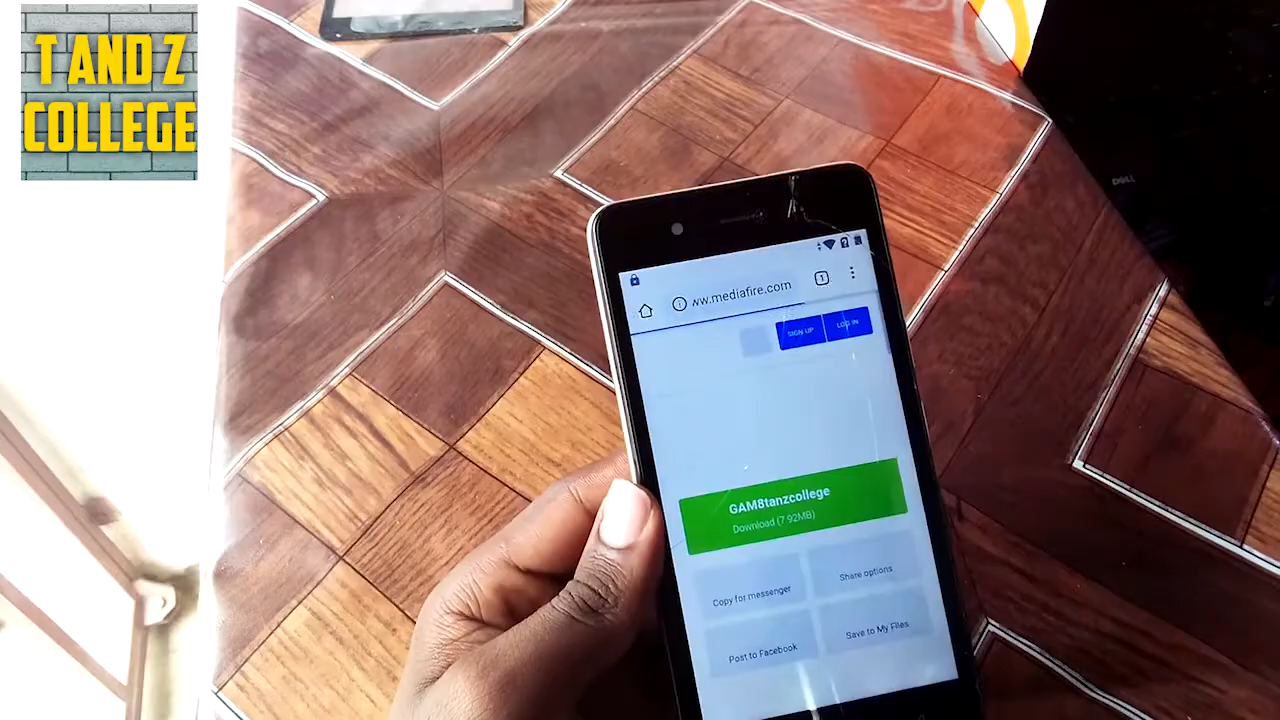 T AND Z
COLLEGE
DELL
ww.mediafire.com
1
SIGN UP
LOG IN
GAM8tanzcollege
Download (7.92MB)
Copy for messenger
Share options
Post to Facebook
Save to My Files